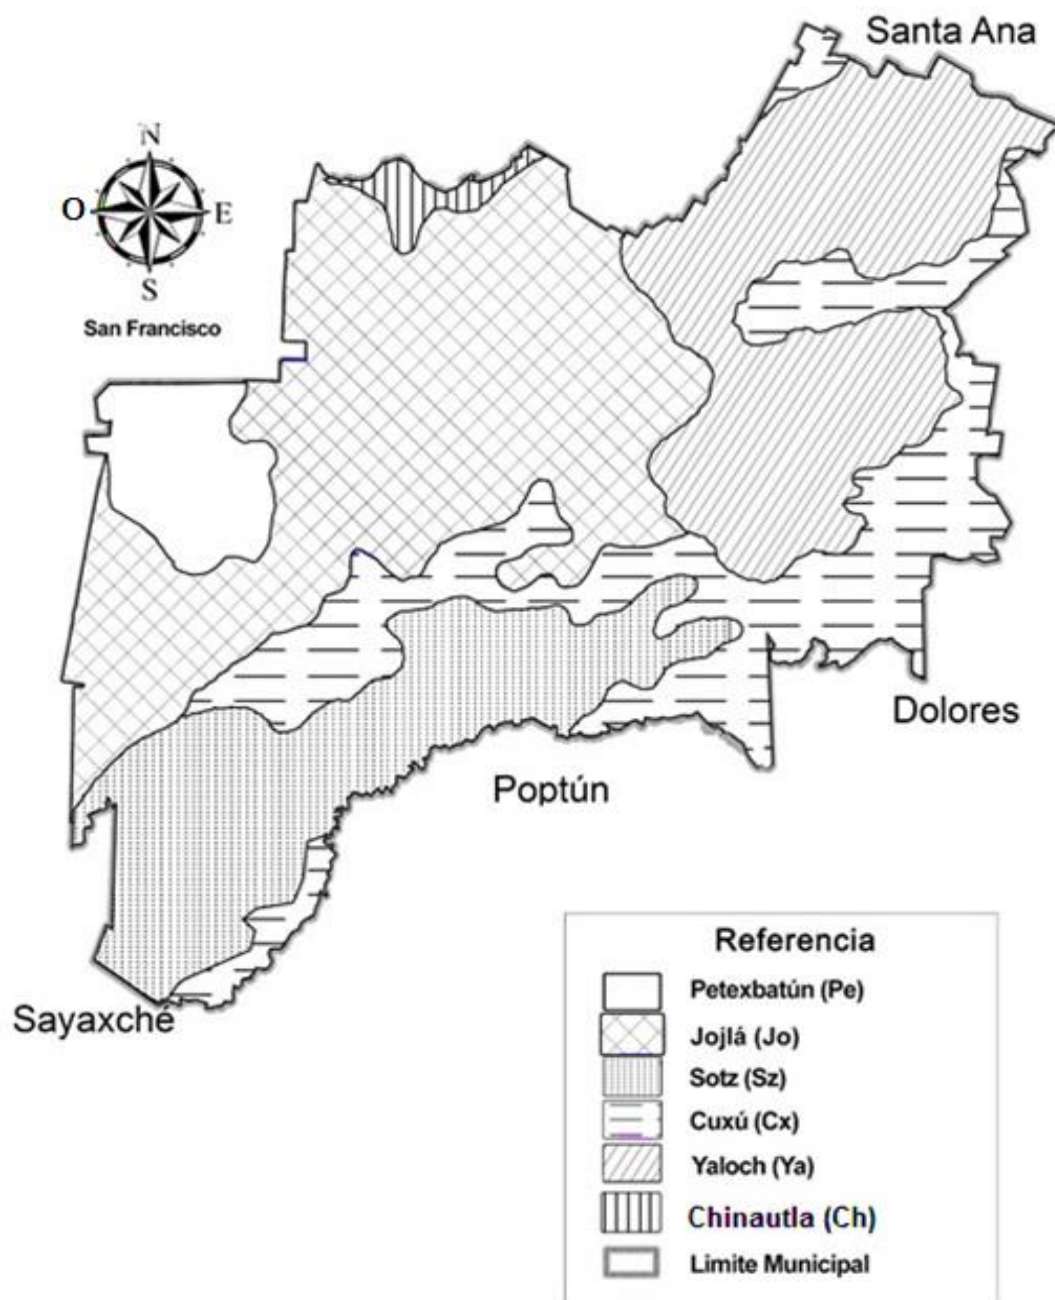 Santa Ana
N
O
E
S
San Francisco
Dolores
Poptún
Sayaxché
Referencia
Petexbatún (Pe)
Jojlá (Jo)
Sotz (Sz)
Cuxú (Cx)
Yaloch (Ya)
Chinautla (Ch)
Limite Municipal